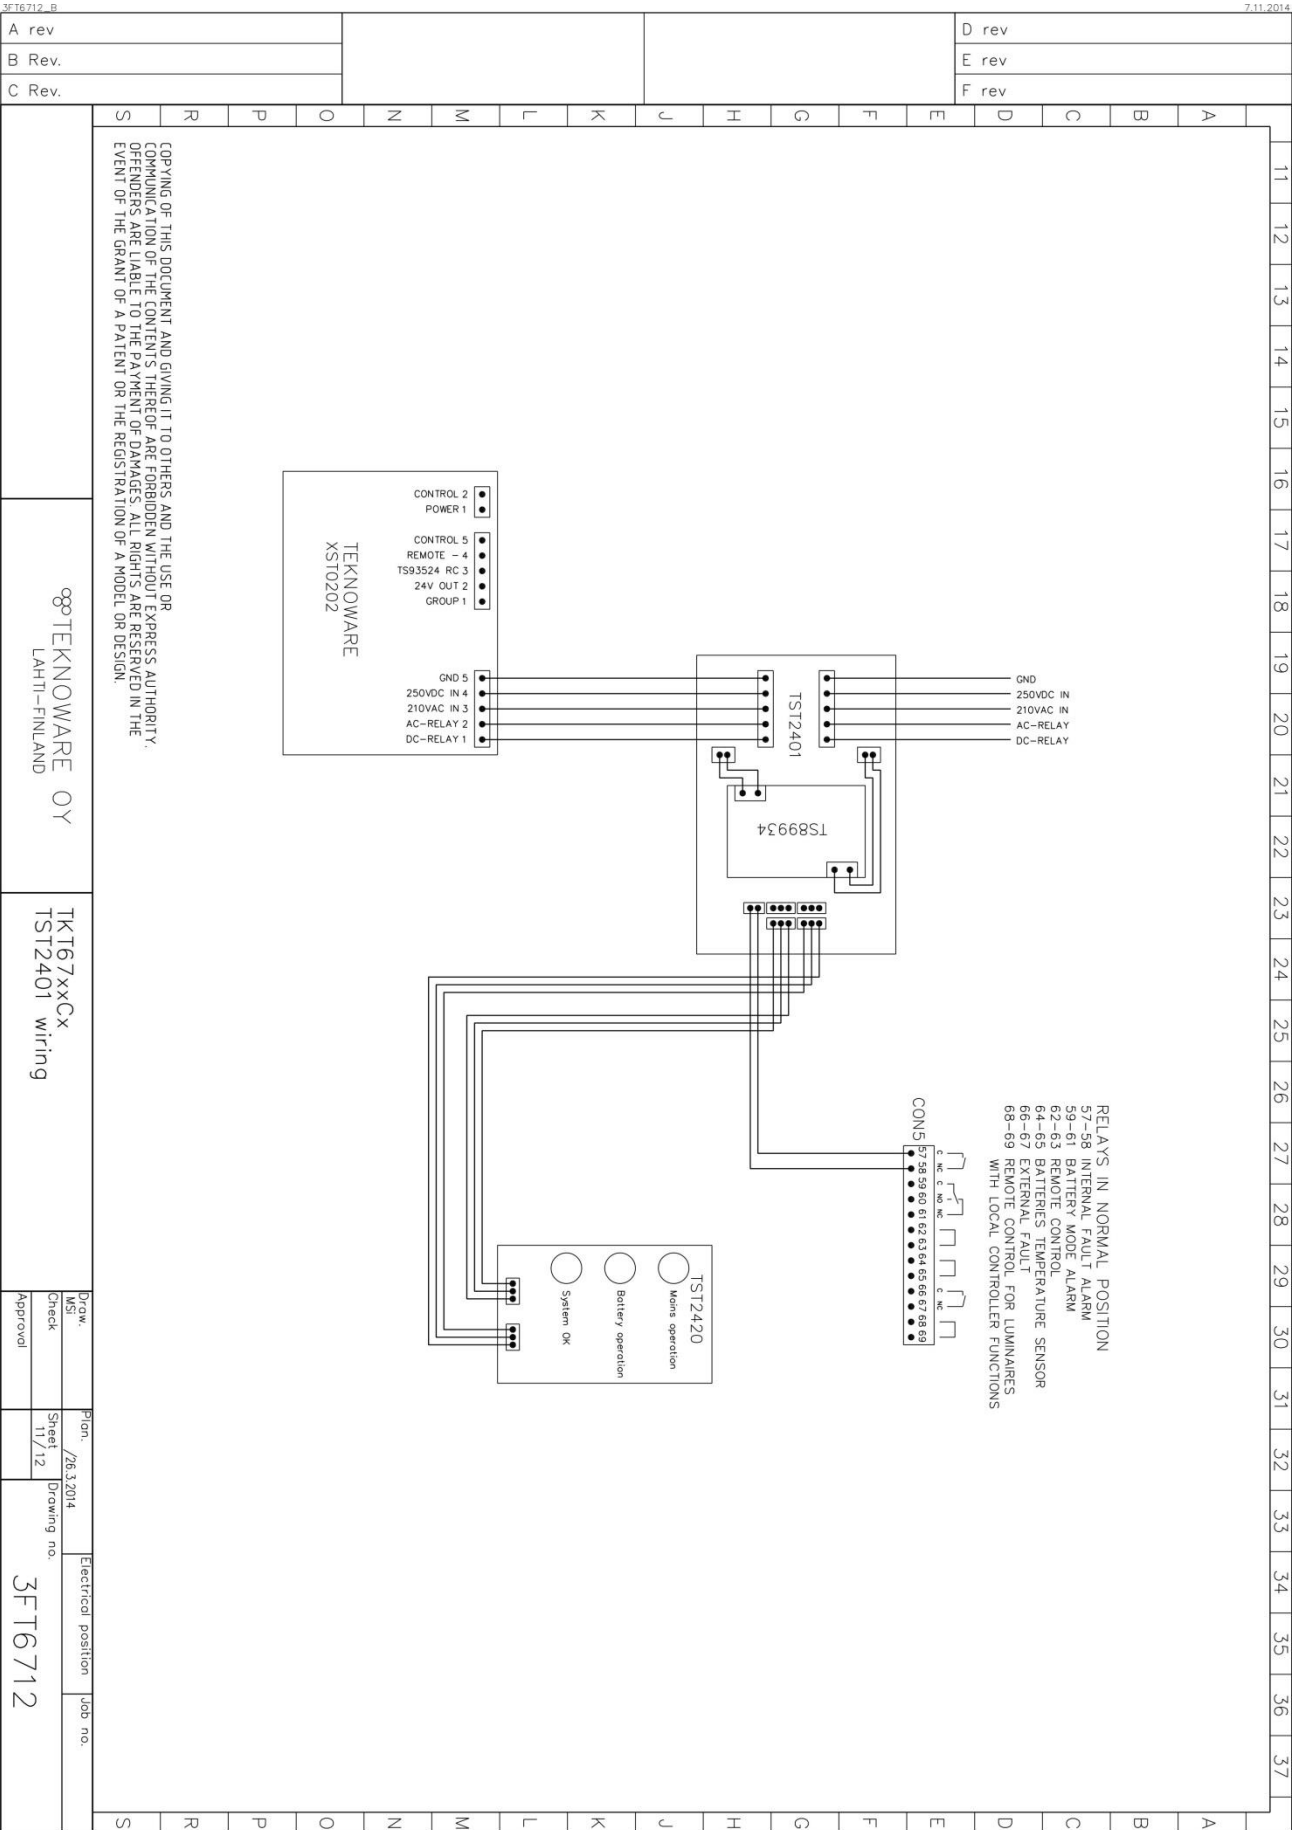 3FT6712_B
7.11.2014
A rev
B Rev.
C Rev.
D rev
E rev
F rev
S R P O N M L K J H G F E D C B A
11 12 13 14 15 16 17 18 19 20 21 22 23 24 25 26 27 28 29 30 31 32 33 34 35 36 37
COPYING OF THIS DOCUMENT AND GIVING IT TO OTHERS AND THE USE OR
COMMUNICATION OF THE CONTENTS THEREOF ARE FORBIDDEN WITHOUT EXPRESS AUTHORITY.
OFFENDERS ARE LIABLE TO THE PAYMENT OF DAMAGES. ALL RIGHTS ARE RESERVED IN THE
EVENT OF THE GRANT OF A PATENT OR THE REGISTRATION OF A MODEL OR DESIGN.
CONTROL 2
POWER 1
CONTROL 5
REMOTE - 4
TS93524 RC 3
24V OUT 2
GROUP 1
TEKNOWARE
XST0202
GND 5
250VDC IN 4
210VAC IN 3
AC-RELAY 2
DC-RELAY 1
TST2401
GND
250VDC IN
210VAC IN
AC-RELAY
DC-RELAY
TS89934
RELAYS IN NORMAL POSITION
57-58 INTERNAL FAULT ALARM
59-61 BATTERY MODE ALARM
62-63 REMOTE CONTROL
64-65 BATTERIES TEMPERATURE SENSOR
66-67 EXTERNAL FAULT
68-69 REMOTE CONTROL FOR LUMINAIRES
WITH LOCAL CONTROLLER FUNCTIONS
C NC C NO NC C NC
CON5 57 58 59 60 61 62 63 64 65 66 67 68 69
TST2420
Mains operation
Battery operation
System OK
TEKNOWARE OY
LAHTI-FINLAND
TKT67xxCx
TST2401 wiring
Draw.
MSi
Check
Approval
Plan.
/26.3.2014
Sheet
11/12
Electrical position
Job no.
Drawing no.
3FT6712
S R P O N M L K J H G F E D C B A